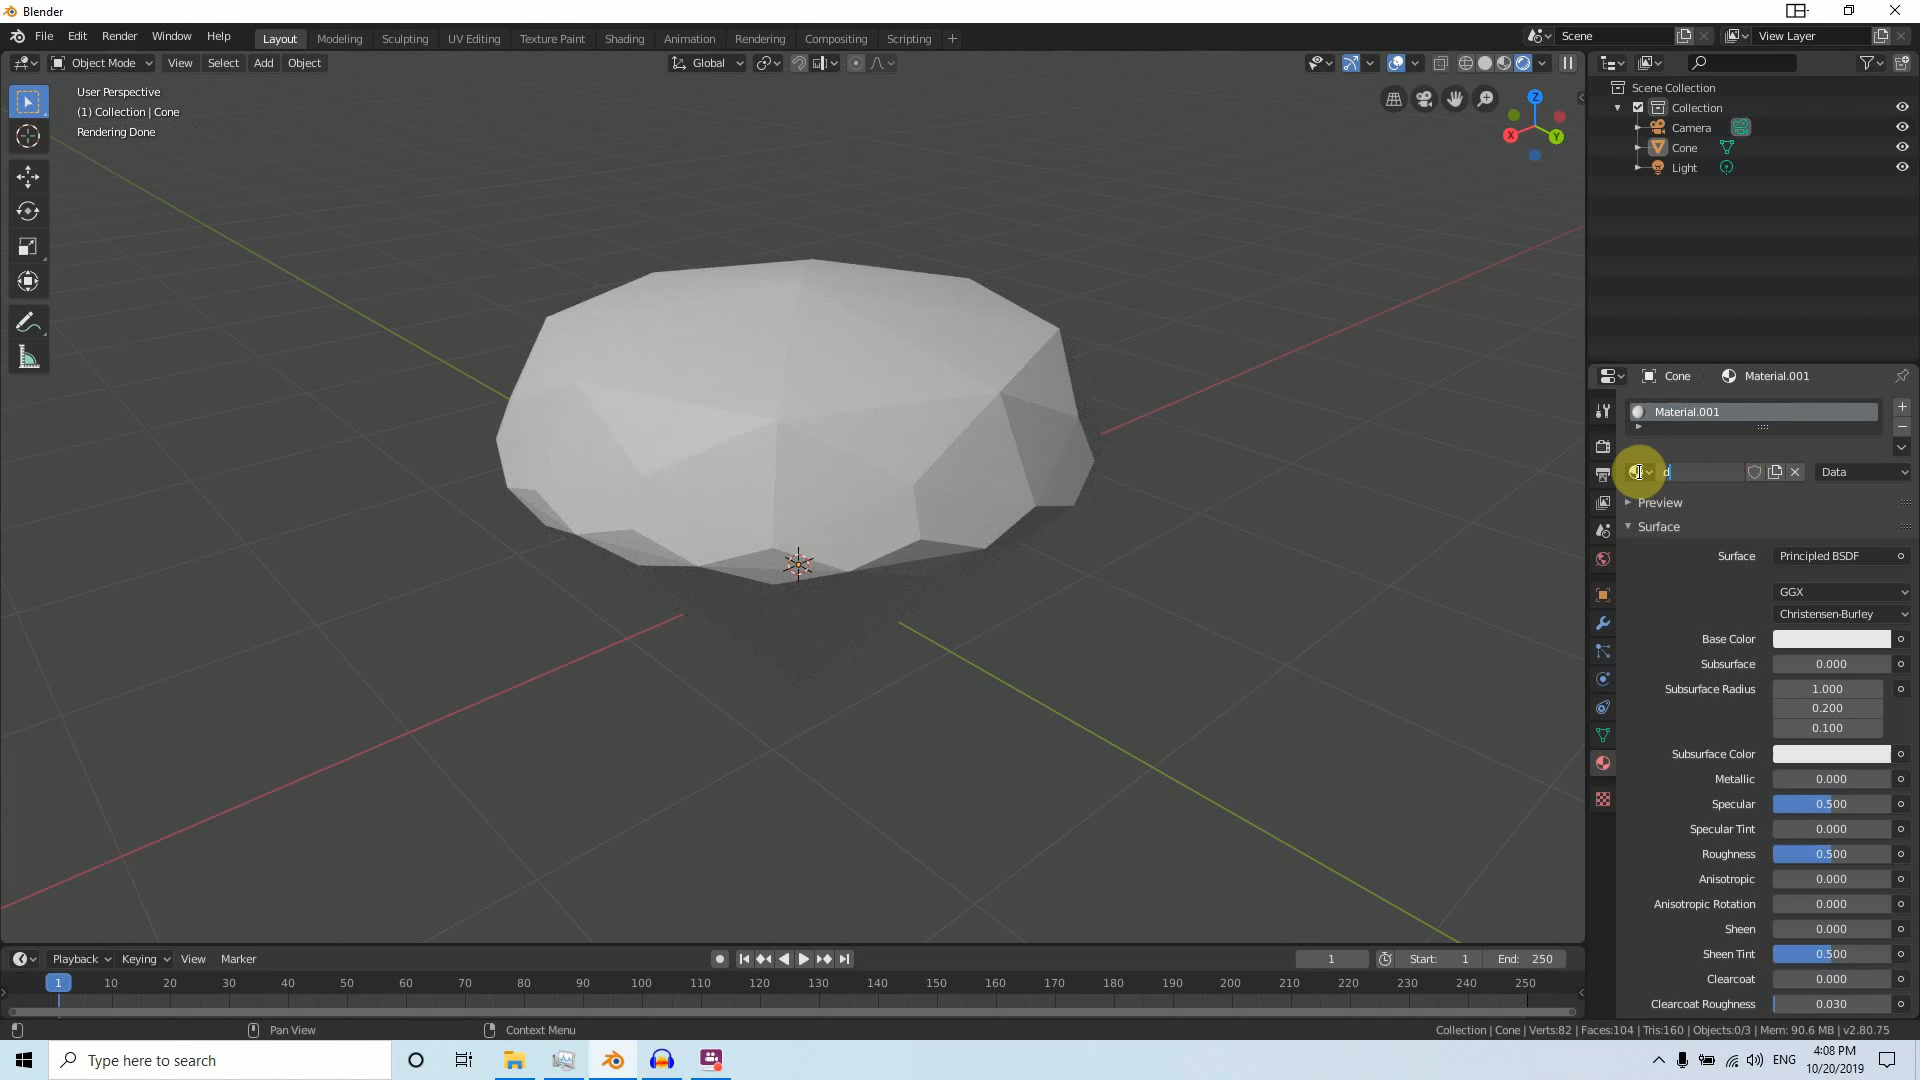 Blender
File Edit Render Window Help
Layout Modeling Sculpting UV Editing Texture Paint Shading Animation Rendering Compositing Scripting +
Scene
View Layer
Object Mode View Select Add Object
Global
User Perspective
(1) Collection | Cone
Rendering Done
Z
X
Y
Scene Collection
Collection
Camera
Cone
Light
Cone Material.001
Material.001
d
Data
Preview
Surface
Surface Principled BSDF
GGX
Christensen-Burley
Base Color
Subsurface 0.000
Subsurface Radius 1.000
0.200
0.100
Subsurface Color
Metallic 0.000
Specular 0.500
Specular Tint 0.000
Roughness 0.500
Anisotropic 0.000
Anisotropic Rotation 0.000
Sheen 0.000
Sheen Tint 0.500
Clearcoat 0.000
Clearcoat Roughness 0.030
Playback Keying View Marker
1
Start: 1
End: 250
1 10 20 30 40 50 60 70 80 90 100 110 120 130 140 150 160 170 180 190 200 210 220 230 240 250
Pan View
Context Menu
Collection | Cone | Verts:82 | Faces:104 | Tris:160 | Objects:0/3 | Mem: 90.6 MB | v2.80.75
Type here to search
ENG
4:08 PM
10/20/2019